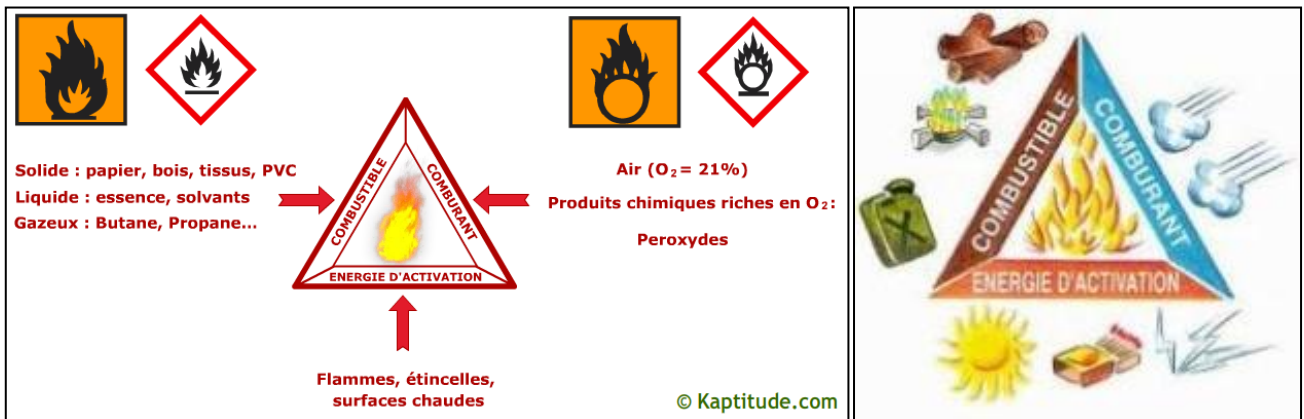 Solide : papier, bois, tissus, PVC
Liquide : essence, solvants
Gazeux : Butane, Propane...
COMBUSTIBLE
COMBURANT
ENERGIE D'ACTIVATION
Air (O₂= 21%)
Produits chimiques riches en O₂:
Peroxydes
Flammes, étincelles,
surfaces chaudes
© Kaptitude.com
COMBUSTIBLE
COMBURANT
ENERGIE D'ACTIVATION